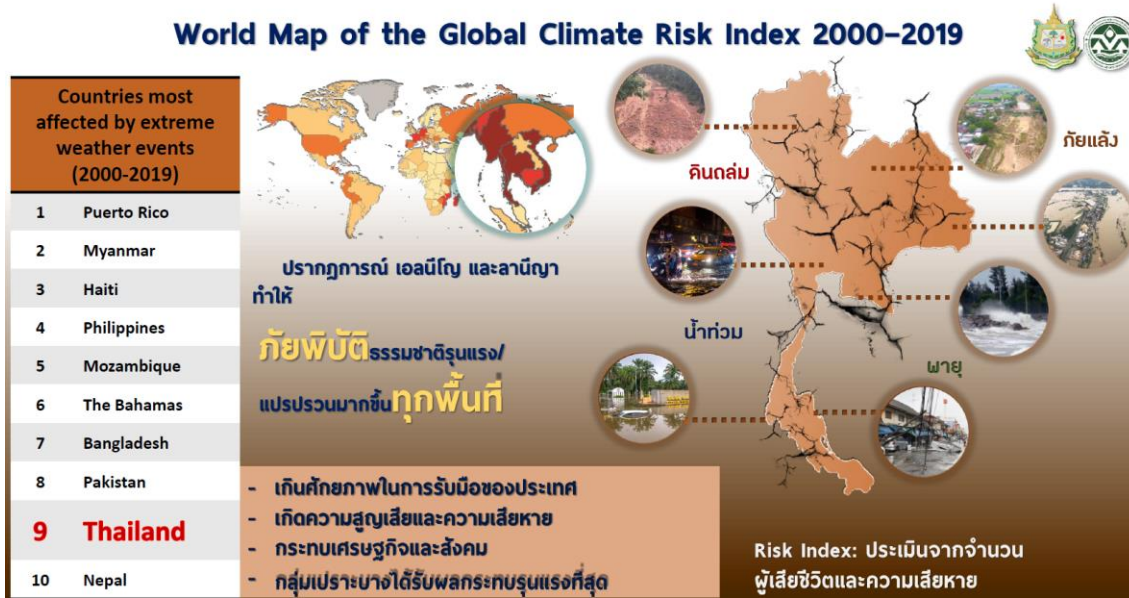 World Map of the Global Climate Risk Index 2000–2019
Countries most
affected by extreme
weather events
(2000-2019)
1 Puerto Rico
2 Myanmar
3 Haiti
4 Philippines
5 Mozambique
6 The Bahamas
7 Bangladesh
8 Pakistan
9 Thailand
10 Nepal
ปรากฏการณ์ เอลนีโญ และลานีญา
ทำให้
ภัยพิบัติธรรมชาติรุนแรง/
แปรปรวนมากขึ้นทุกพื้นที่
- เกินศักยภาพในการรับมือของประเทศ
- เกิดความสูญเสียและความเสียหาย
- กระทบเศรษฐกิจและสังคม
- กลุ่มเปราะบางได้รับผลกระทบรุนแรงที่สุด
ดินถล่ม
ภัยแล้ง
น้ำท่วม
พายุ
Risk Index: ประเมินจากจำนวน
ผู้เสียชีวิตและความเสียหาย